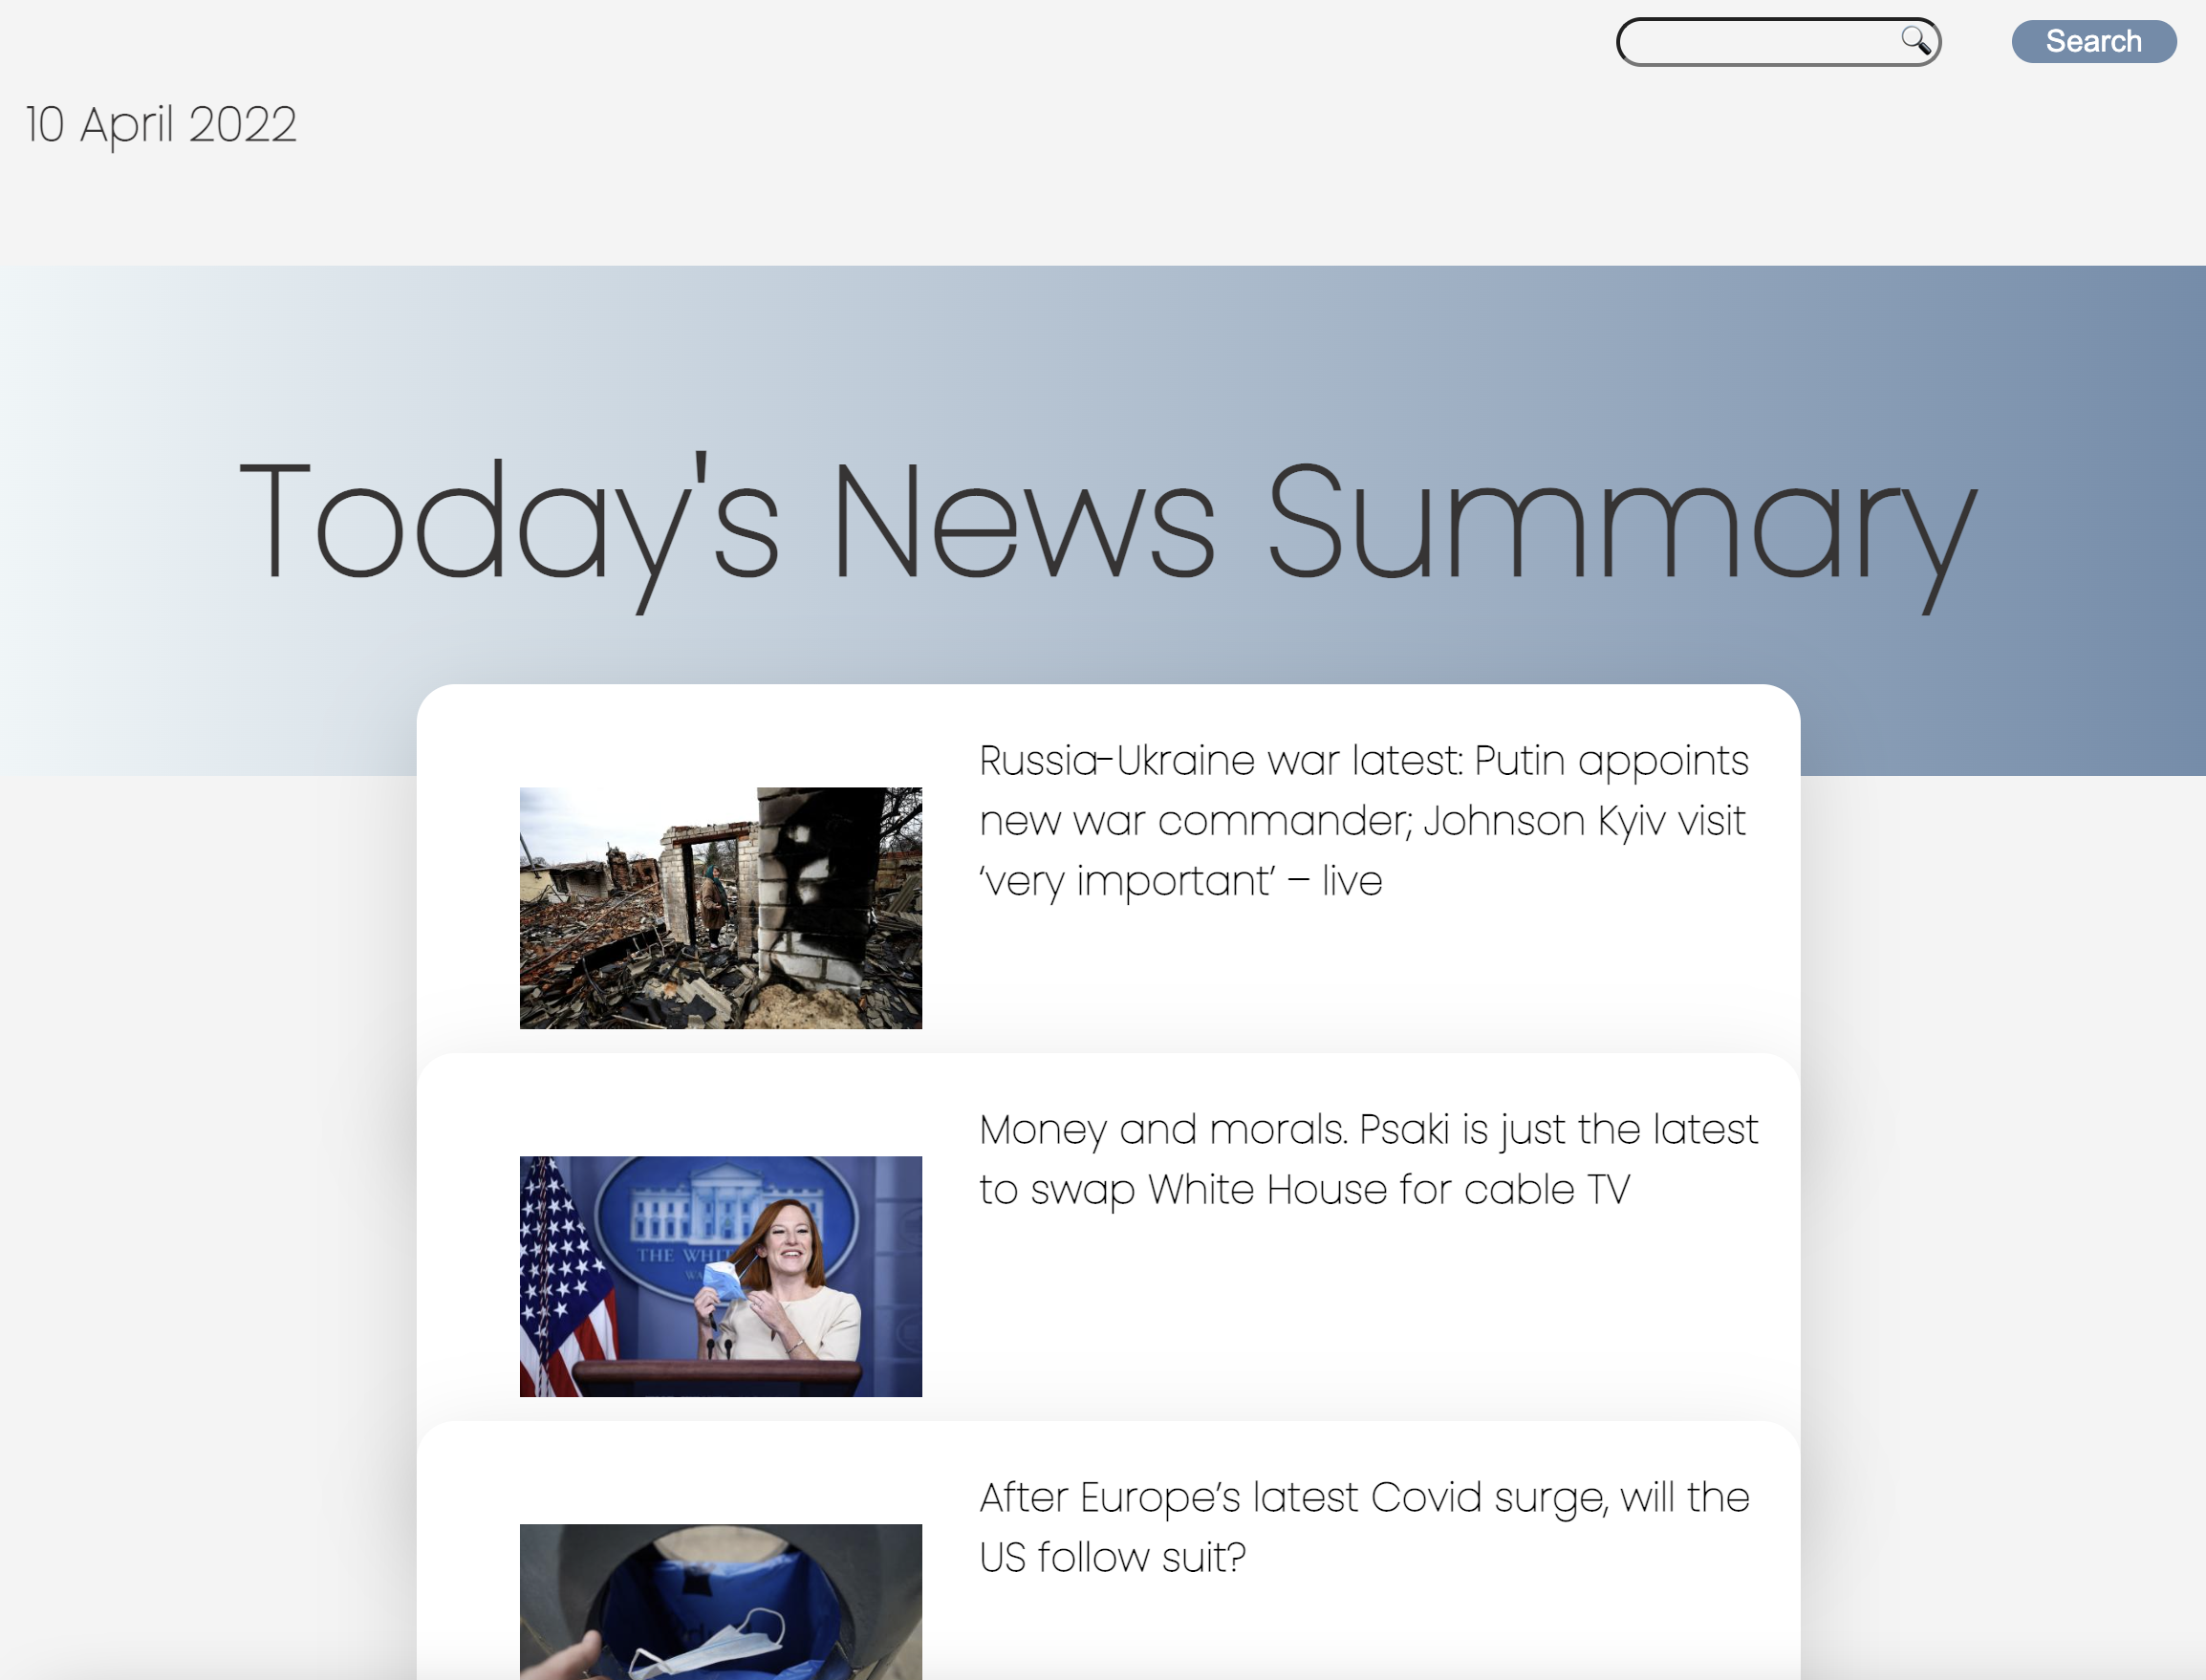 Search
10 April 2022
Today's News Summary
Russia-Ukraine war latest: Putin appoints
new war commander; Johnson Kyiv visit
‘very important’ – live
Money and morals. Psaki is just the latest
to swap White House for cable TV
THE WHIT
WA
After Europe’s latest Covid surge, will the
US follow suit?